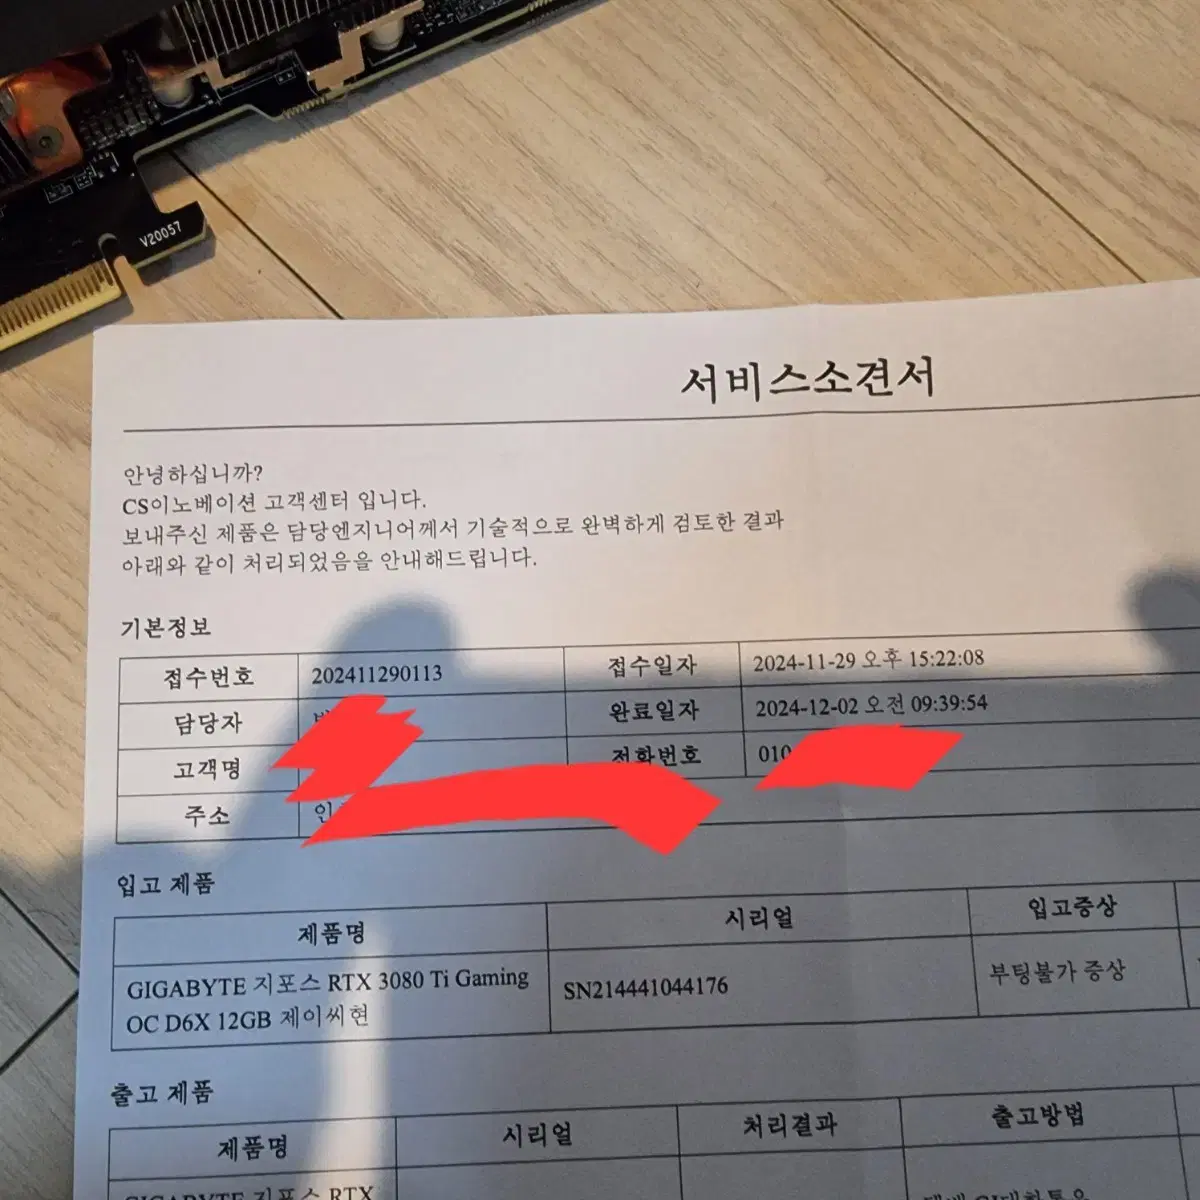 V20057
서비스소견서
안녕하십니까?
CS이노베이션 고객센터 입니다.
보내주신 제품은 담당엔지니어께서 기술적으로 완벽하게 검토한 결과
아래와 같이 처리되었음을 안내해드립니다.
기본정보
접수번호 202411290113 접수일자 2024-11-29 오후 15:22:08
담당자 완료일자 2024-12-02 오전 09:39:54
고객명 전화번호 010
주소 인
입고 제품
제품명 시리얼 입고증상
GIGABYTE 지포스 RTX 3080 Ti Gaming
OC D6X 12GB 제이씨현 SN214441044176 부팅불가 증상
출고 제품
제품명 시리얼 처리결과 출고방법
GIGABYTE 지포스 RTX